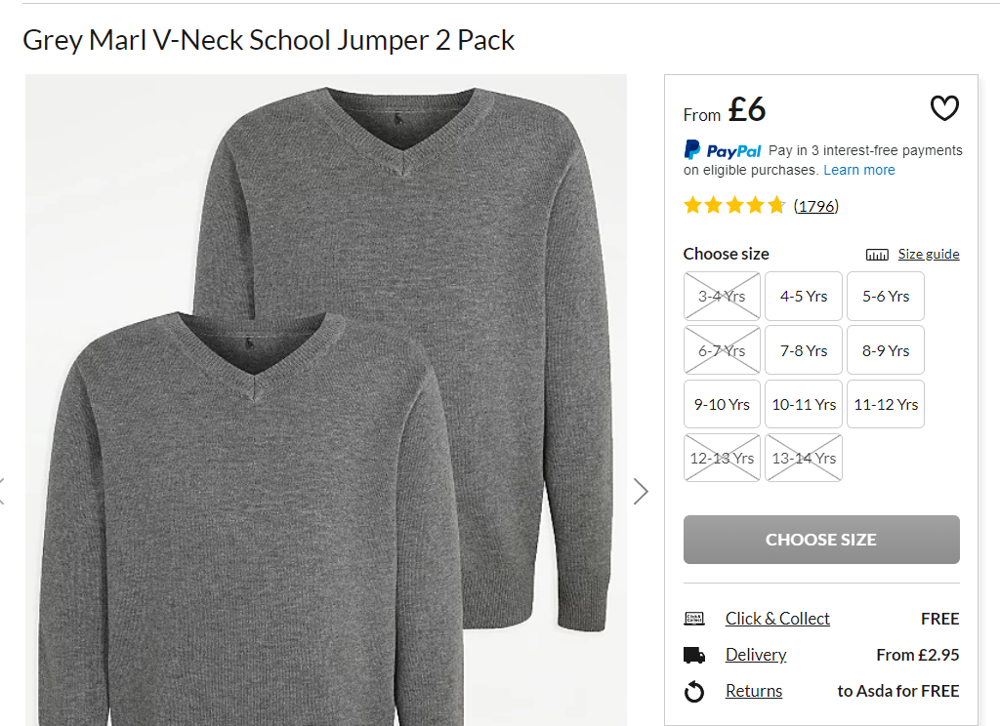 Grey Marl V-Neck School Jumper 2 Pack
From £6
PayPal Pay in 3 interest-free payments
on eligible purchases. Learn more
(1796)
Choose size Size guide
3-4 Yrs 4-5 Yrs 5-6 Yrs
6-7 Yrs 7-8 Yrs 8-9 Yrs
9-10 Yrs 10-11 Yrs 11-12 Yrs
12-13 Yrs 13-14 Yrs
CHOOSE SIZE
Click & Collect Click & Collect FREE
Delivery From £2.95
Returns to Asda for FREE